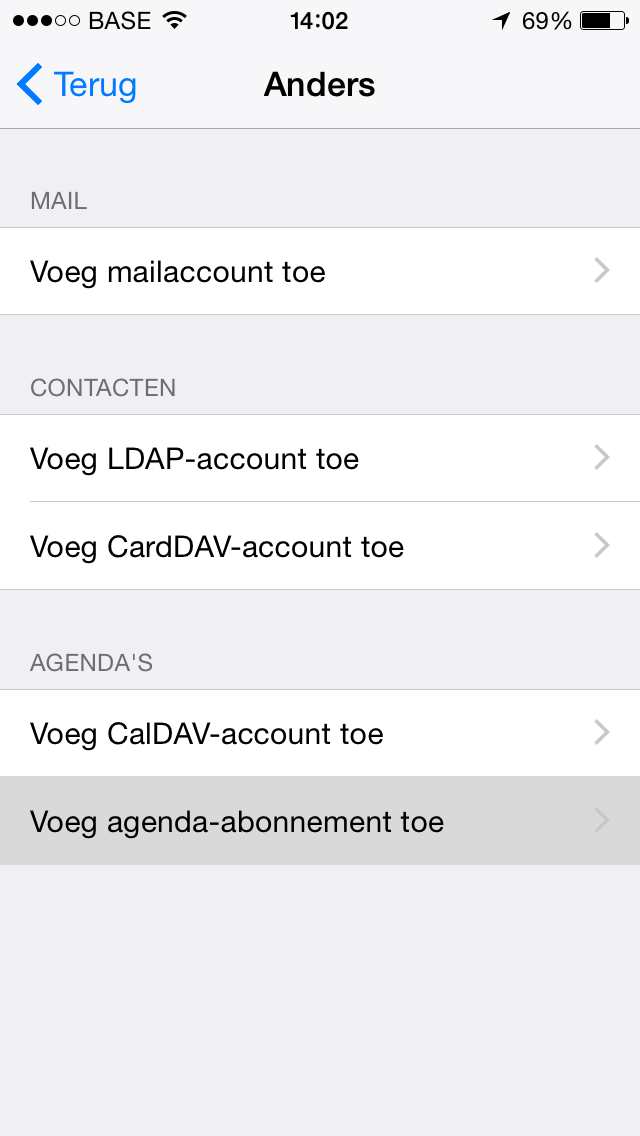 BASE 14:02 69%
Terug Anders
MAIL
Voeg mailaccount toe
CONTACTEN
Voeg LDAP-account toe
Voeg CardDAV-account toe
AGENDA'S
Voeg CalDAV-account toe
Voeg agenda-abonnement toe